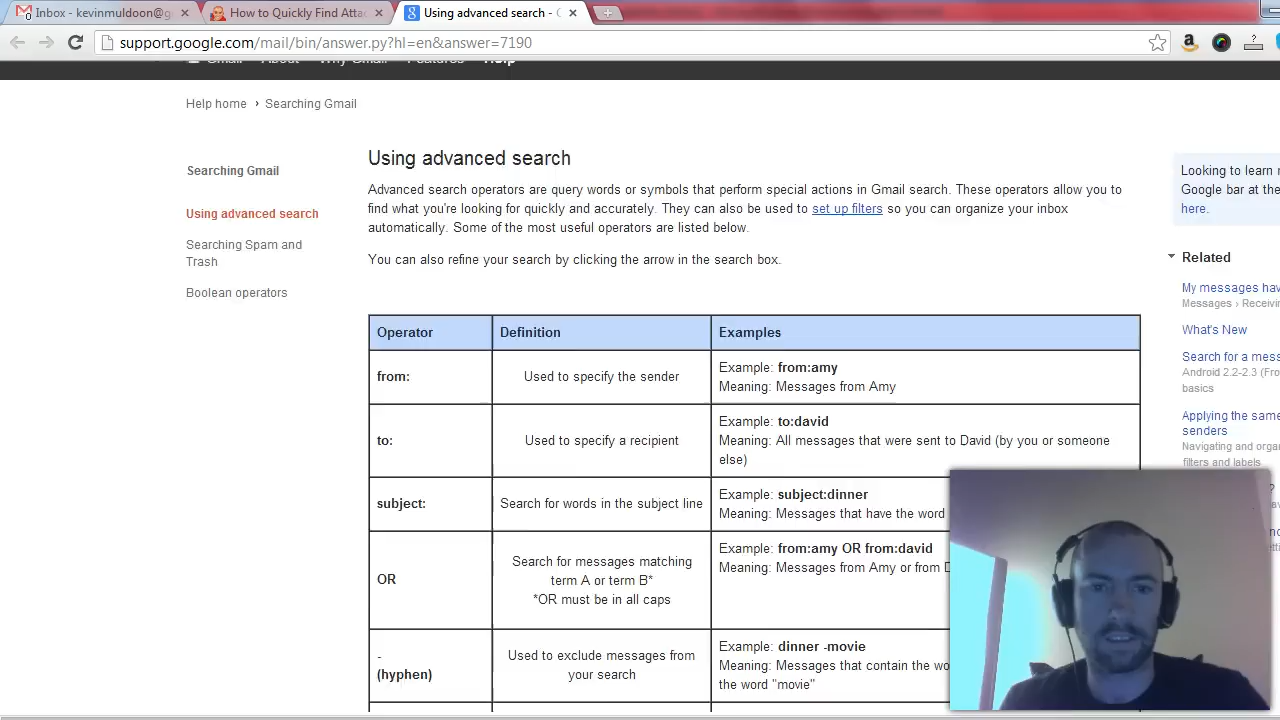 Inbox - kevinmuldoon@g
How to Quickly Find Atta
Using advanced search -
support.google.com/mail/bin/answer.py?hl=en&answer=7190
Gmail About Why Gmail Features Help
Help home › Searching Gmail
Searching Gmail
Using advanced search
Searching Spam and
Trash
Boolean operators
Using advanced search
Advanced search operators are query words or symbols that perform special actions in Gmail search. These operators allow you to
find what you're looking for quickly and accurately. They can also be used to set up filters so you can organize your inbox
automatically. Some of the most useful operators are listed below.
You can also refine your search by clicking the arrow in the search box.
Operator Definition Examples
from: Used to specify the sender
Example: from:amy
Meaning: Messages from Amy
to: Used to specify a recipient
Example: to:david
Meaning: All messages that were sent to David (by you or someone
else)
subject: Search for words in the subject line
Example: subject:dinner
Meaning: Messages that have the word
OR
Search for messages matching
term A or term B*
*OR must be in all caps
Example: from:amy OR from:david
Meaning: Messages from Amy or from
-
(hyphen)
Used to exclude messages from
your search
Example: dinner -movie
Meaning: Messages that contain the wo
the word "movie"
Looking to learn
Google bar at the
here.
Related
My messages hav
Messages › Receivin
What's New
Search for a mess
Android 2.2-2.3 (Fro
basics
Applying the same
senders
Navigating and orga
filters and labels